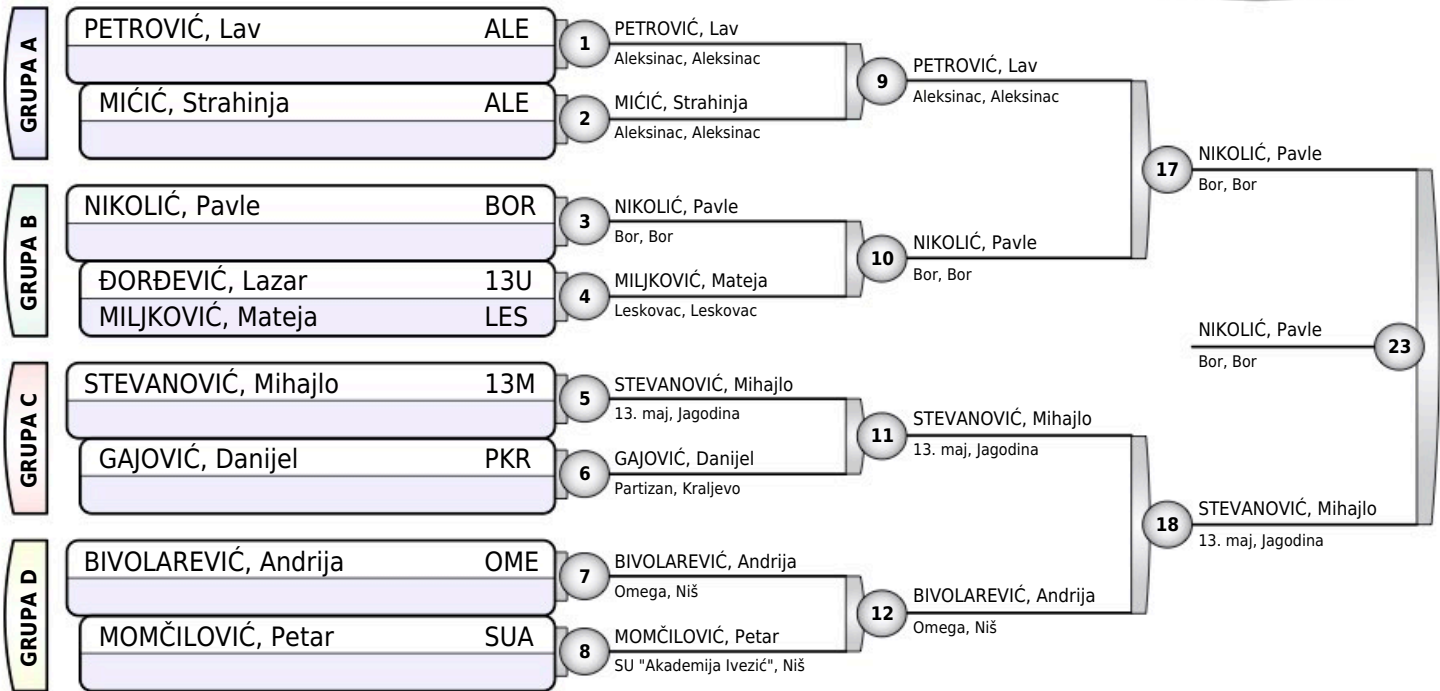 GRUPA A
PETROVIĆ, Lav ALE
MIĆIĆ, Strahinja ALE
GRUPA B
NIKOLIĆ, Pavle BOR
ĐORĐEVIĆ, Lazar 13U
MILJKOVIĆ, Mateja LES
GRUPA C
STEVANOVIĆ, Mihajlo 13M
GAJOVIĆ, Danijel PKR
GRUPA D
BIVOLAREVIĆ, Andrija OME
MOMČILOVIĆ, Petar SUA
1
PETROVIĆ, Lav
Aleksinac, Aleksinac
2
MIĆIĆ, Strahinja
Aleksinac, Aleksinac
3
NIKOLIĆ, Pavle
Bor, Bor
4
MILJKOVIĆ, Mateja
Leskovac, Leskovac
5
STEVANOVIĆ, Mihajlo
13. maj, Jagodina
6
GAJOVIĆ, Danijel
Partizan, Kraljevo
7
BIVOLAREVIĆ, Andrija
Omega, Niš
8
MOMČILOVIĆ, Petar
SU "Akademija Ivezić", Niš
9
PETROVIĆ, Lav
Aleksinac, Aleksinac
10
NIKOLIĆ, Pavle
Bor, Bor
11
STEVANOVIĆ, Mihajlo
13. maj, Jagodina
12
BIVOLAREVIĆ, Andrija
Omega, Niš
17
NIKOLIĆ, Pavle
Bor, Bor
18
STEVANOVIĆ, Mihajlo
13. maj, Jagodina
NIKOLIĆ, Pavle
Bor, Bor
23